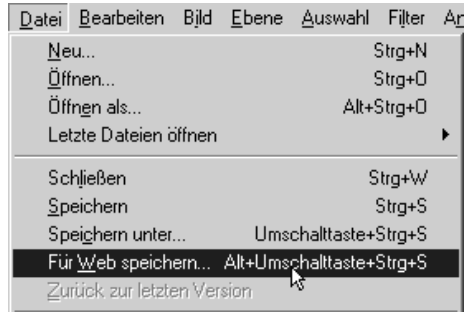 Datei Bearbeiten Bild Ebene Auswahl Filter
Neu... Strg+N
Öffnen... Strg+O
Öffnen als... Alt+Strg+O
Letzte Dateien öffnen
Schließen Strg+W
Speichern Strg+S
Speichern unter... Umschalttaste+Strg+S
Für Web speichern... Alt+Umschalttaste+Strg+S
Zurück zur letzten Version